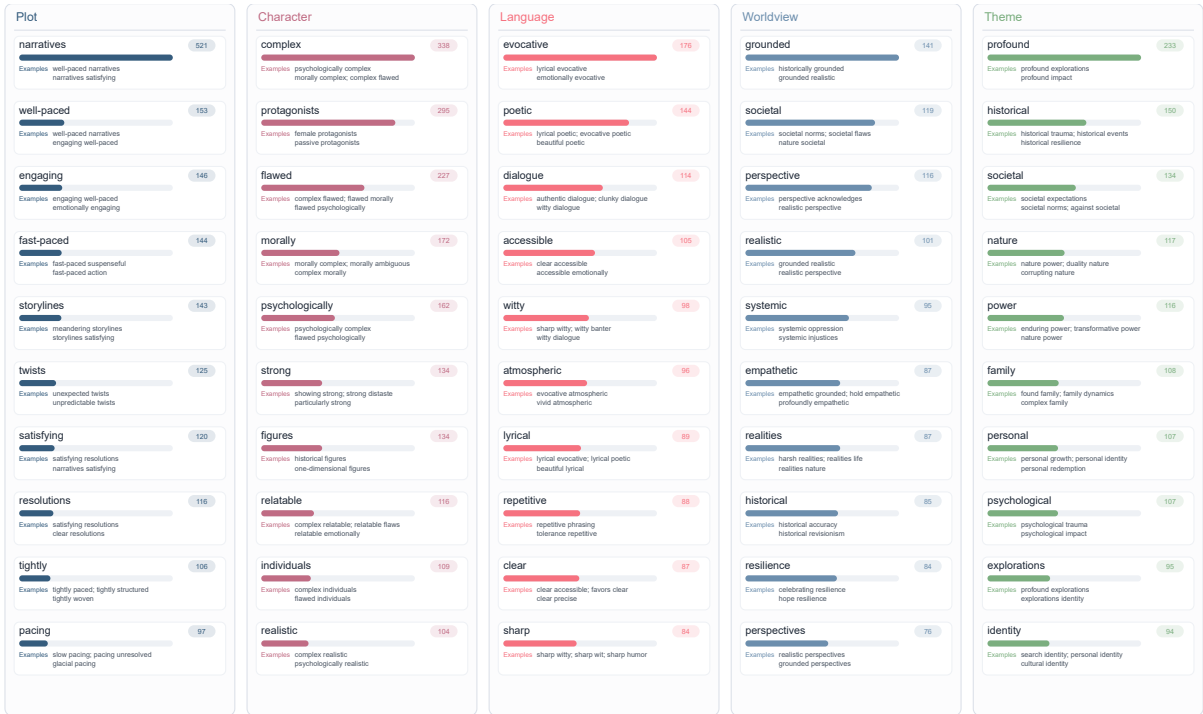 Plot
narratives 521
Examples well-paced narratives
narratives satisfying
well-paced 153
Examples well-paced narratives
engaging well-paced
engaging 146
Examples engaging well-paced
emotionally engaging
fast-paced 144
Examples fast-paced suspenseful
fast-paced action
storylines 143
Examples meandering storylines
storylines satisfying
twists 125
Examples unexpected twists
unpredictable twists
satisfying 120
Examples satisfying resolutions
narratives satisfying
resolutions 116
Examples satisfying resolutions
clear resolutions
tightly 106
Examples tightly paced; tightly structured
tightly woven
pacing 97
Examples slow pacing; pacing unresolved
glacial pacing
Character
complex 338
Examples psychologically complex
morally complex; complex flawed
protagonists 295
Examples female protagonists
passive protagonists
flawed 227
Examples complex flawed; flawed morally
flawed psychologically
morally 172
Examples morally complex; morally ambiguous
complex morally
psychologically 162
Examples psychologically complex
flawed psychologically
strong 134
Examples showing strong; strong distaste
particularly strong
figures 134
Examples historical figures
one-dimensional figures
relatable 116
Examples complex relatable; relatable flaws
relatable emotionally
individuals 109
Examples complex individuals
flawed individuals
realistic 104
Examples complex realistic
psychologically realistic
Language
evocative 176
Examples lyrical evocative
emotionally evocative
poetic 144
Examples lyrical poetic; evocative poetic
beautiful poetic
dialogue 114
Examples authentic dialogue; clunky dialogue
witty dialogue
accessible 105
Examples clear accessible
accessible emotionally
witty 98
Examples sharp witty; witty banter
witty dialogue
atmospheric 96
Examples evocative atmospheric
vivid atmospheric
lyrical 89
Examples lyrical evocative; lyrical poetic
beautiful lyrical
repetitive 88
Examples repetitive phrasing
tolerance repetitive
clear 87
Examples clear accessible; favors clear
clear precise
sharp 84
Examples sharp witty; sharp wit; sharp humor
Worldview
grounded 141
Examples historically grounded
grounded realistic
societal 119
Examples societal norms; societal flaws
nature societal
perspective 116
Examples perspective acknowledges
realistic perspective
realistic 101
Examples grounded realistic
realistic perspective
systemic 95
Examples systemic oppression
systemic injustices
empathetic 87
Examples empathetic grounded; hold empathetic
profoundly empathetic
realities 87
Examples harsh realities; realities life
realities nature
historical 85
Examples historical accuracy
historical revisionism
resilience 84
Examples celebrating resilience
hope resilience
perspectives 76
Examples realistic perspectives
grounded perspectives
Theme
profound 233
Examples profound explorations
profound impact
historical 150
Examples historical trauma; historical events
historical resilience
societal 134
Examples societal expectations
societal norms; against societal
nature 117
Examples nature power; duality nature
corrupting nature
power 116
Examples enduring power; transformative power
nature power
family 108
Examples found family; family dynamics
complex family
personal 107
Examples personal growth; personal identity
personal redemption
psychological 107
Examples psychological trauma
psychological impact
explorations 95
Examples profound explorations
explorations identity
identity 94
Examples search identity; personal identity
cultural identity